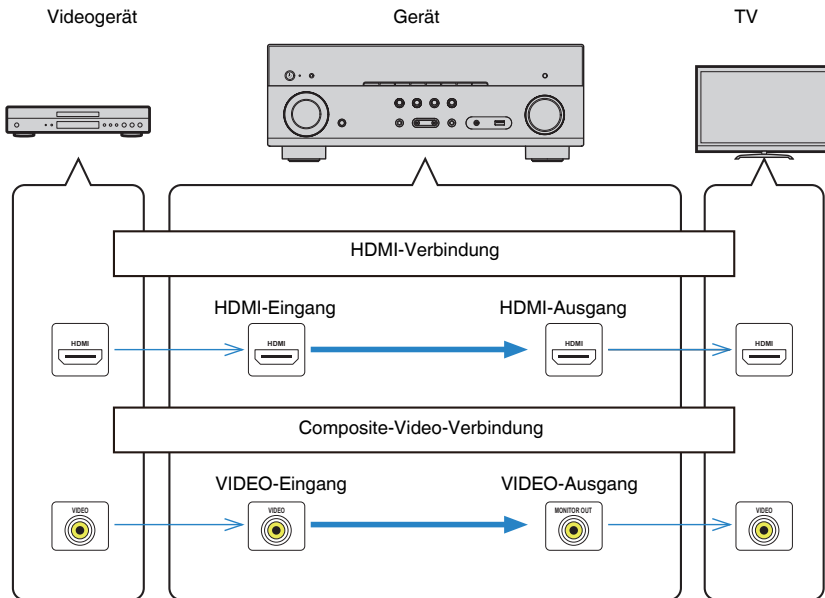 Videogerät Gerät TV
HDMI-Verbindung
HDMI-Eingang HDMI-Ausgang
HDMI HDMI HDMI HDMI
Composite-Video-Verbindung
VIDEO-Eingang VIDEO-Ausgang
VIDEO VIDEO MONITOR OUT VIDEO